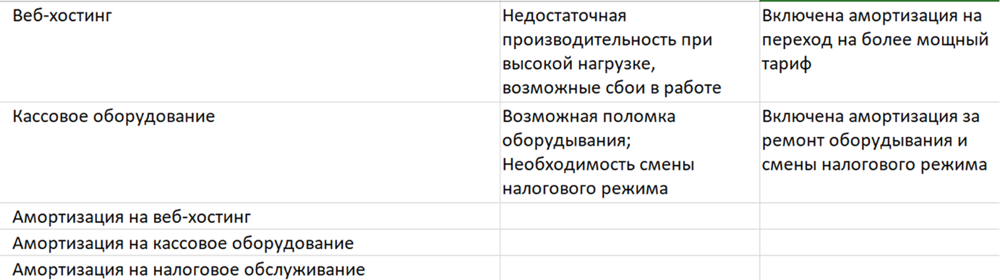 Веб-хостинг
Недостаточная
производительность при
высокой нагрузке,
возможные сбои в работе
Включена амортизация на
переход на более мощный
тариф
Кассовое оборудование
Возможная поломка
оборудывания;
Необходимость смены
налогового режима
Включена амортизация за
ремонт оборудывания и
смены налогового режима
Амортизация на веб-хостинг
Амортизация на кассовое оборудование
Амортизация на налоговое обслуживание